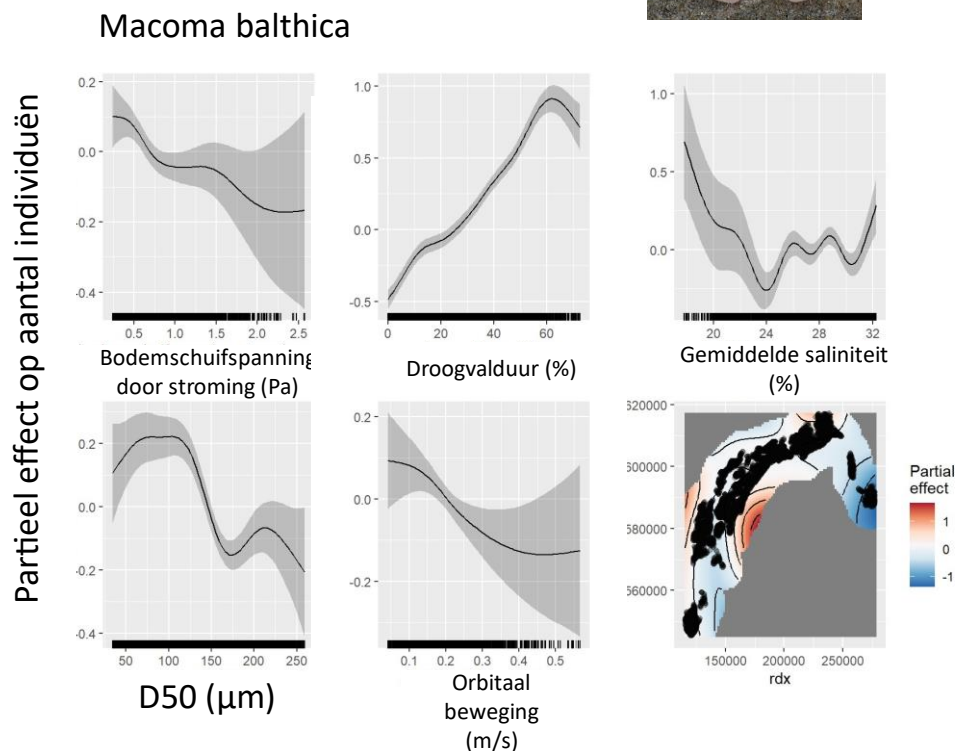 Macoma balthica
Partieel effect op aantal individuën
0.2
0.0
-0.2
-0.4
0.5 1.0 1.5 2.0 2.5
Bodemschuifspanning
door stroming (Pa)
1.0
0.5
0.0
-0.5
0 20 40 60
Droogvalduur (%)
1.0
0.5
0.0
20 24 28 32
Gemiddelde saliniteit
(%)
0.2
0.0
-0.2
-0.4
50 100 150 200 250
D50 (µm)
0.2
0.0
-0.2
0.1 0.2 0.3 0.4 0.5
Orbitaal
beweging
(m/s)
520000
500000
580000
560000
150000 200000 250000
rdx
Partial
effect
1
0
-1